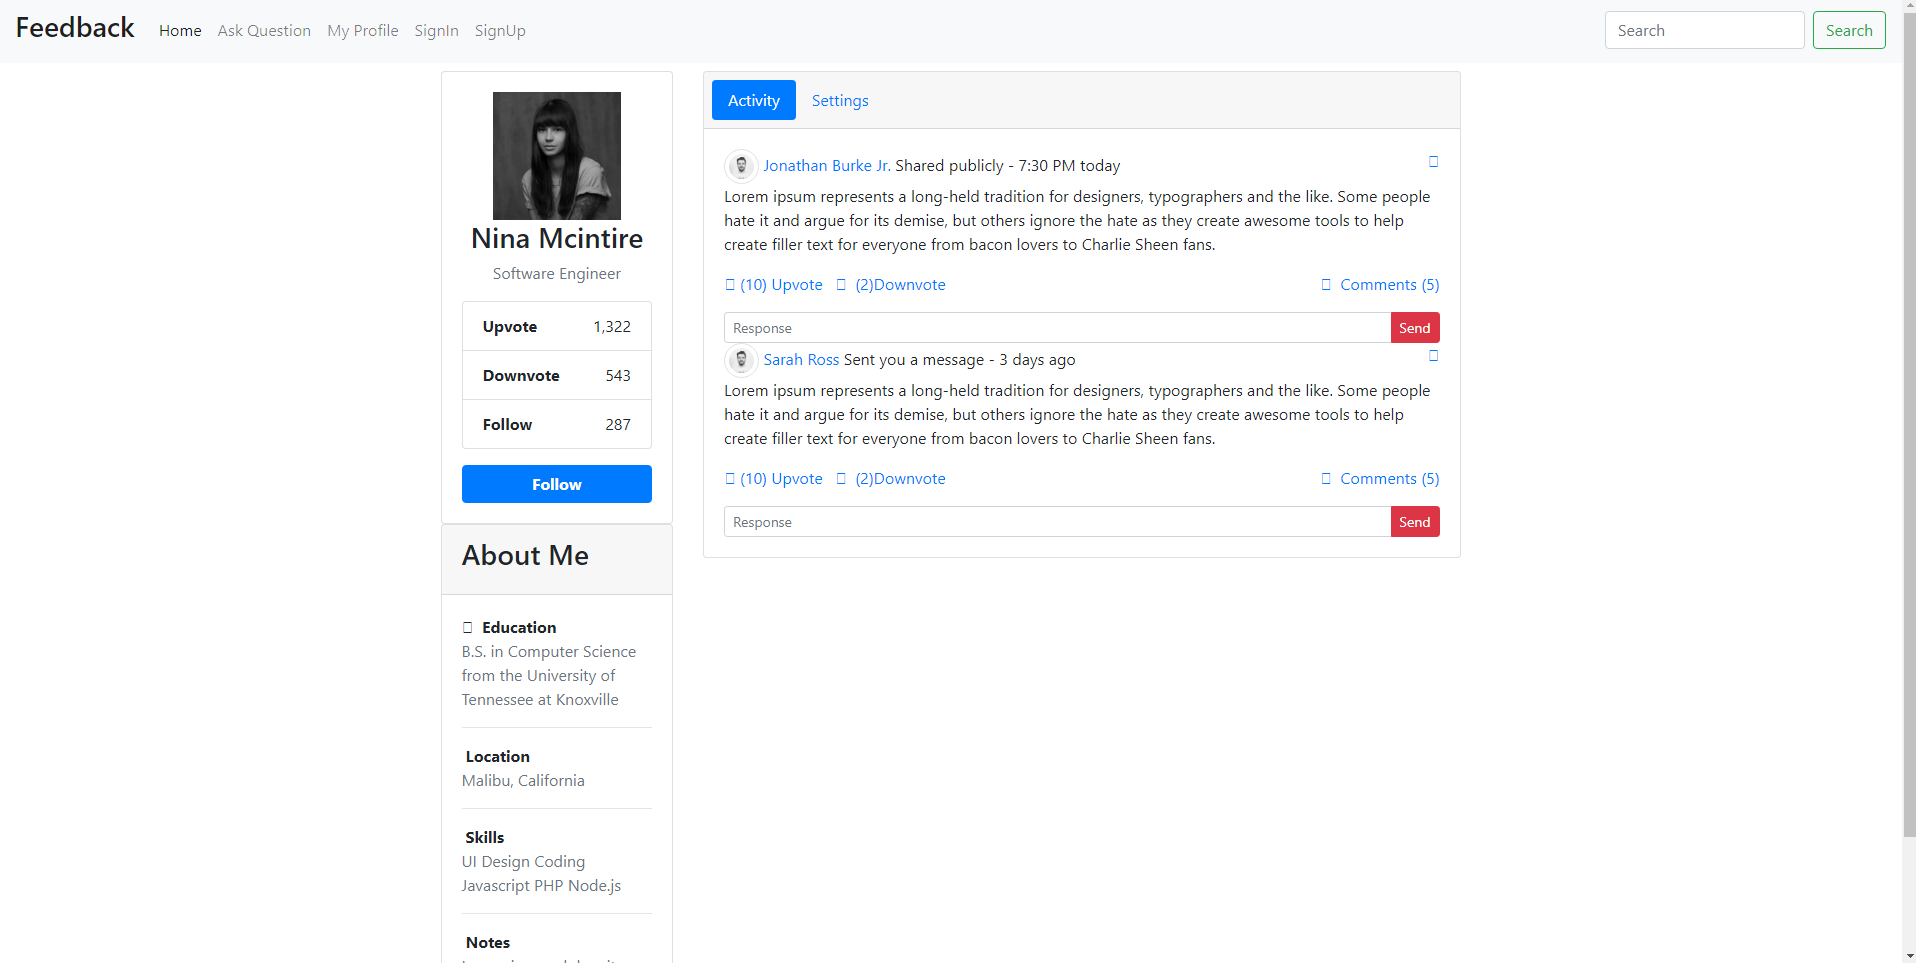 Feedback Home Ask Question My Profile SignIn SignUp Search Search
Nina Mcintire
Software Engineer
Upvote 1,322
Downvote 543
Follow 287
Follow
About Me
Education
B.S. in Computer Science
from the University of
Tennessee at Knoxville
Location
Malibu, California
Skills
UI Design Coding
Javascript PHP Node.js
Notes
Activity Settings
Jonathan Burke Jr. Shared publicly - 7:30 PM today
Lorem ipsum represents a long-held tradition for designers, typographers and the like. Some people
hate it and argue for its demise, but others ignore the hate as they create awesome tools to help
create filler text for everyone from bacon lovers to Charlie Sheen fans.
(10) Upvote (2)Downvote Comments (5)
Response Send
Sarah Ross Sent you a message - 3 days ago
Lorem ipsum represents a long-held tradition for designers, typographers and the like. Some people
hate it and argue for its demise, but others ignore the hate as they create awesome tools to help
create filler text for everyone from bacon lovers to Charlie Sheen fans.
(10) Upvote (2)Downvote Comments (5)
Response Send